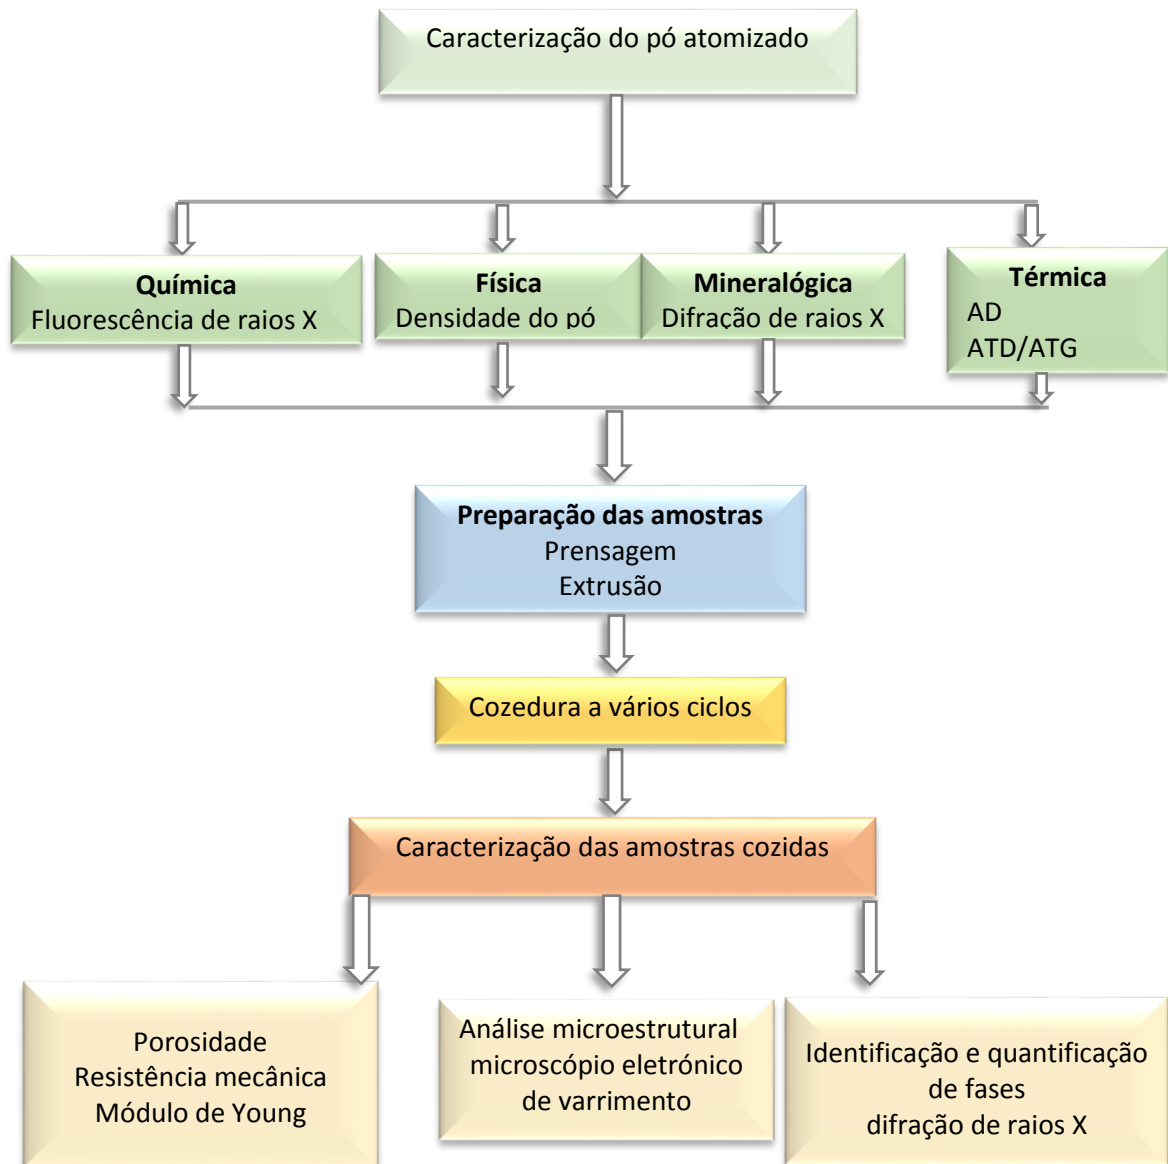 Caracterização do pó atomizado
Química
Fluorescência de raios X
Física
Densidade do pó
Mineralógica
Difração de raios X
Térmica
AD
ATD/ATG
Preparação das amostras
Prensagem
Extrusão
Cozedura a vários ciclos
Caracterização das amostras cozidas
Porosidade
Resistência mecânica
Módulo de Young
Análise microestrutural
microscópio eletrónico
de varrimento
Identificação e quantificação
de fases
difração de raios X